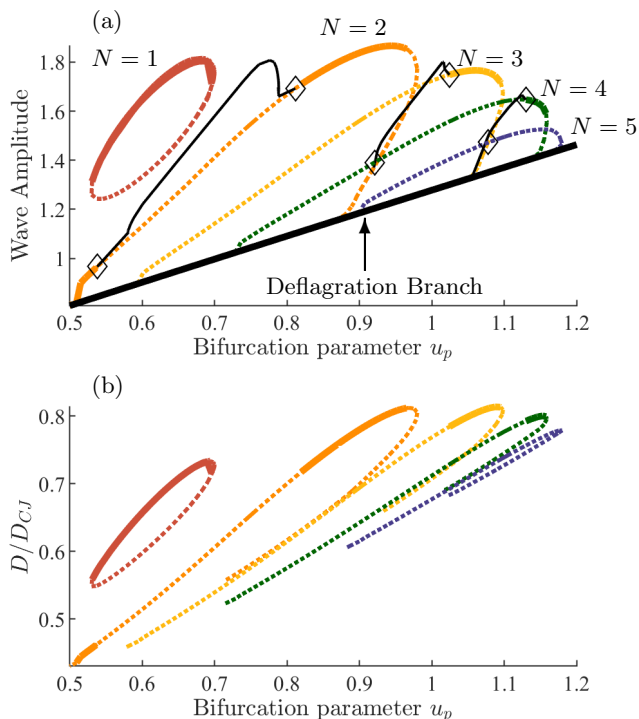 (a)
N = 1
N = 2
N = 3
N = 4
N = 5
1.8
1.6
1.4
1.2
1
Wave Amplitude
Deflagration Branch
0.5 0.6 0.7 0.8 0.9 1 1.1 1.2
Bifurcation parameter u_p
(b)
0.8
0.7
0.6
0.5
D/D_{CJ}
0.5 0.6 0.7 0.8 0.9 1 1.1 1.2
Bifurcation parameter u_p